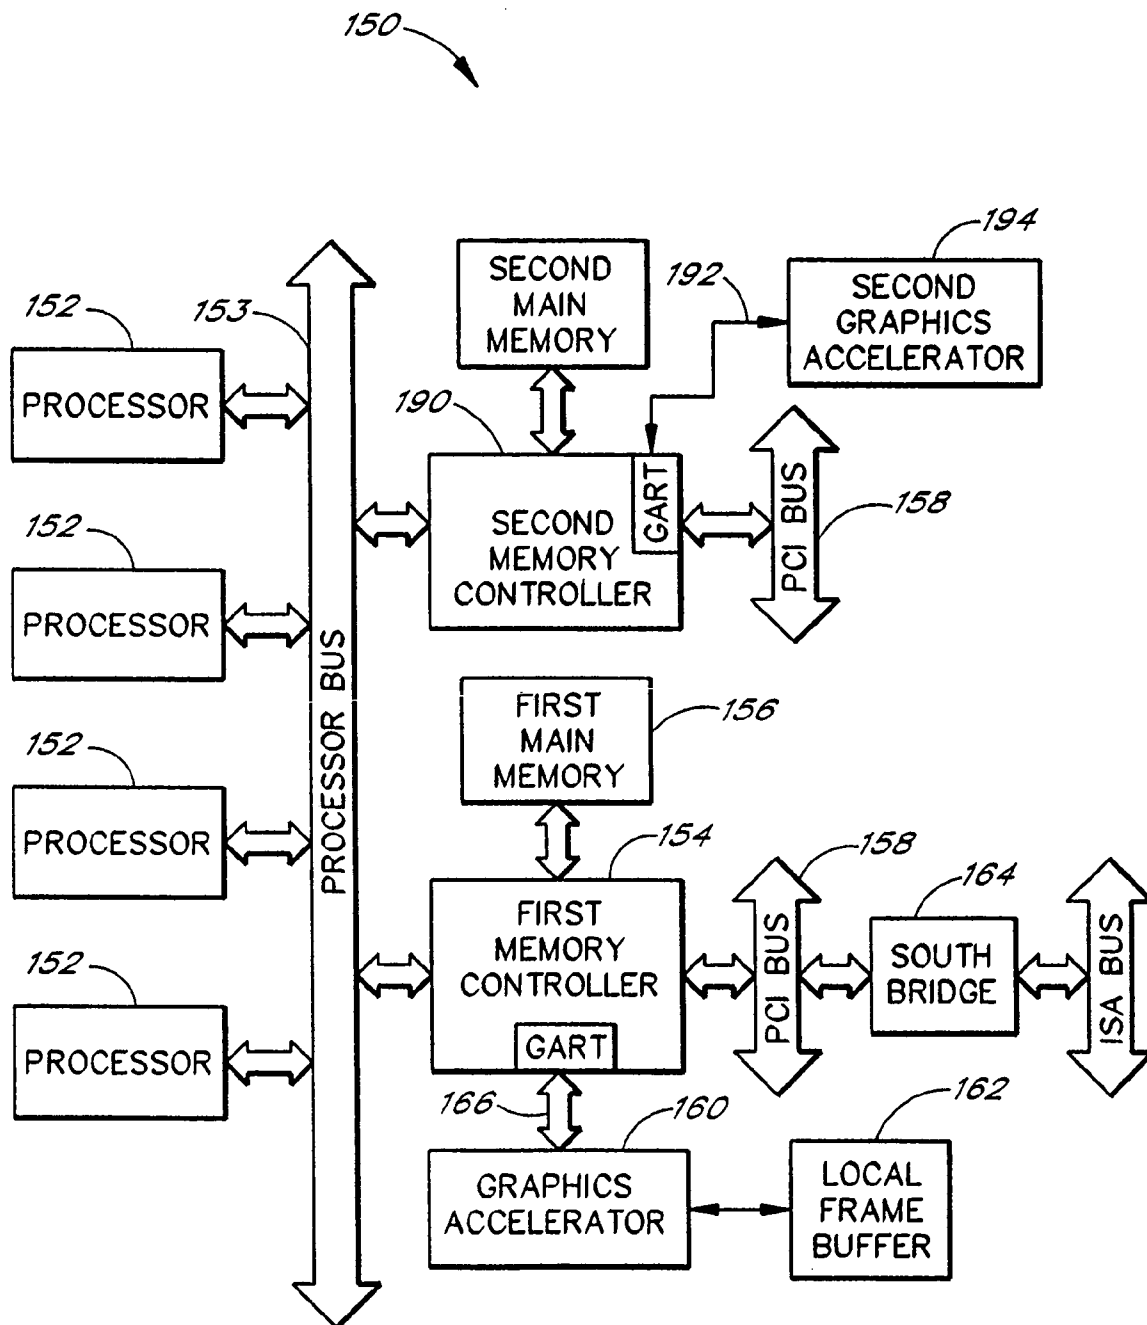 150
194
SECOND
MAIN
MEMORY
192
SECOND
GRAPHICS
ACCELERATOR
152
153
PROCESSOR
190
GART
SECOND
MEMORY
CONTROLLER
PCI BUS
158
152
PROCESSOR
PROCESSOR BUS
FIRST
MAIN
MEMORY
156
152
PROCESSOR
154
FIRST
MEMORY
CONTROLLER
GART
158
PCI BUS
164
SOUTH
BRIDGE
ISA BUS
152
PROCESSOR
166
160
GRAPHICS
ACCELERATOR
162
LOCAL
FRAME
BUFFER